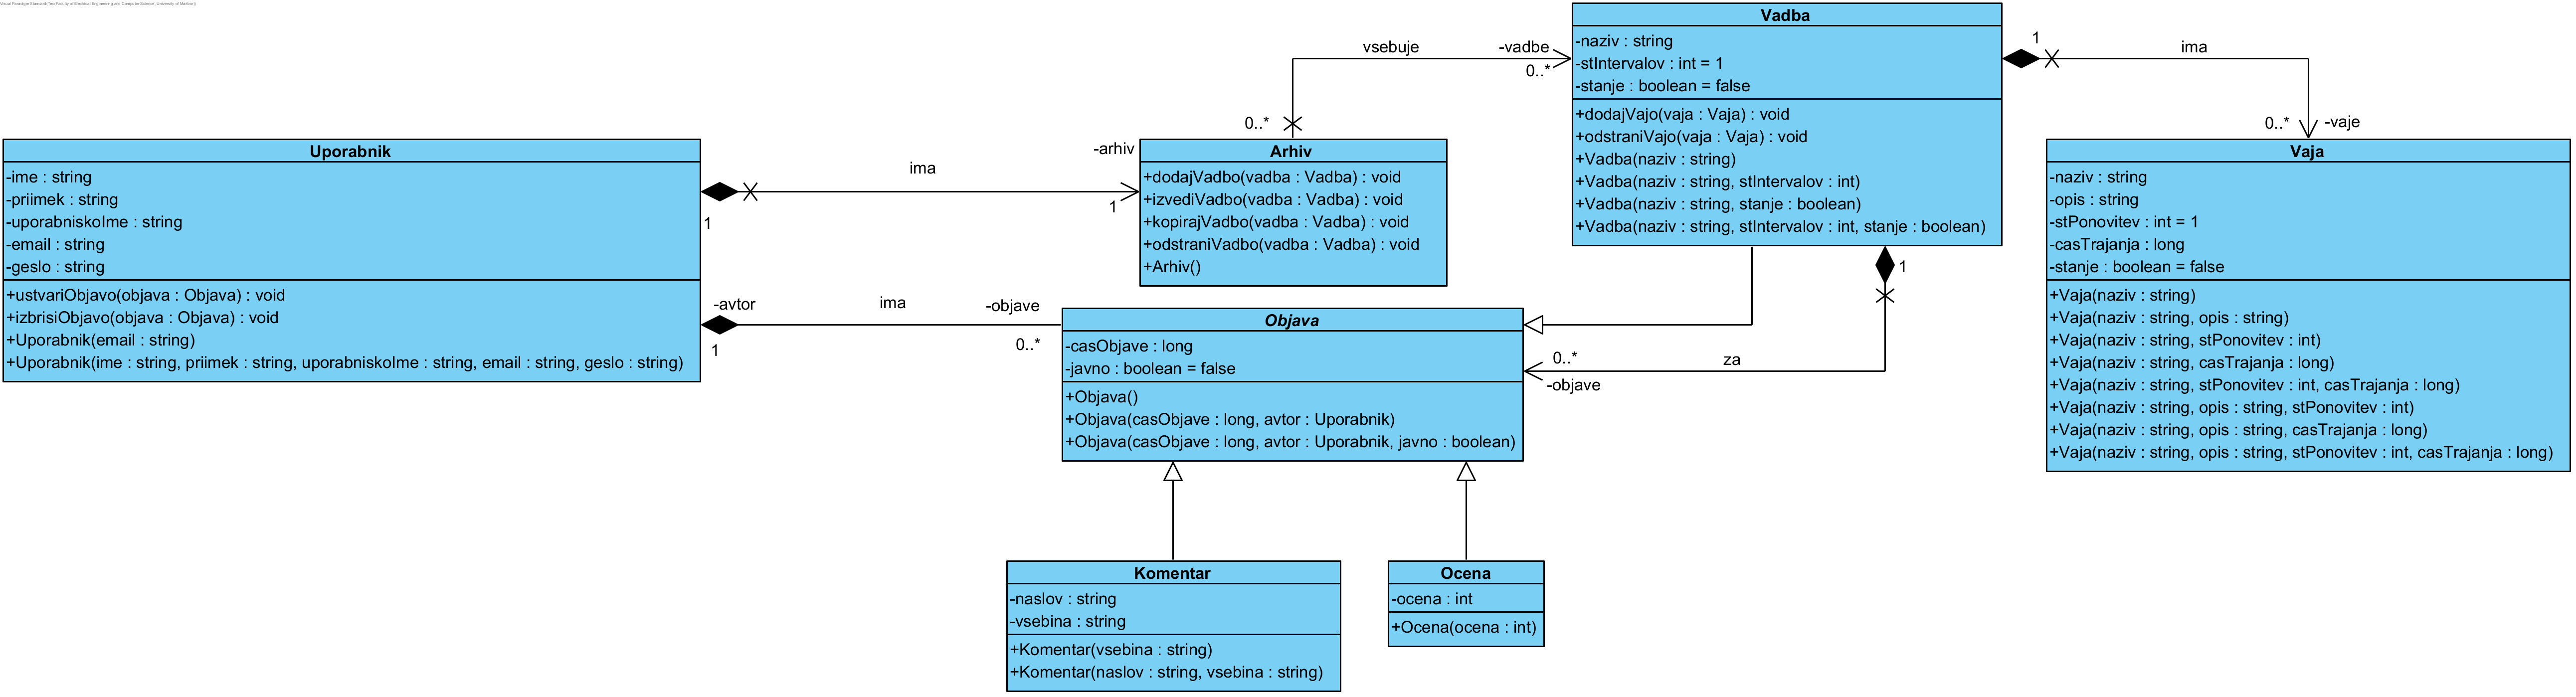 Visual Paradigm Standard(Tea(Faculty of Electrical Engineering and Computer Science, University of Maribor))
Uporabnik
-ime : string
-priimek : string
-uporabniskoIme : string
-email : string
-geslo : string
+ustvariObjavo(objava : Objava) : void
+izbrisiObjavo(objava : Objava) : void
+Uporabnik(email : string)
+Uporabnik(ime : string, priimek : string, uporabniskoIme : string, email : string, geslo : string)
ima
-arhiv
1
1
-avtor
ima
-objave
1
0..*
Arhiv
+dodajVadbo(vadba : Vadba) : void
+izvediVadbo(vadba : Vadba) : void
+kopirajVadbo(vadba : Vadba) : void
+odstraniVadbo(vadba : Vadba) : void
+Arhiv()
vsebuje
-vadbe
0..*
0..*
Vadba
-naziv : string
-stIntervalov : int = 1
-stanje : boolean = false
+dodajVajo(vaja : Vaja) : void
+odstraniVajo(vaja : Vaja) : void
+Vadba(naziv : string)
+Vadba(naziv : string, stIntervalov : int)
+Vadba(naziv : string, stanje : boolean)
+Vadba(naziv : string, stIntervalov : int, stanje : boolean)
1
ima
0..*
-vaje
Vaja
-naziv : string
-opis : string
-stPonovitev : int = 1
-casTrajanja : long
-stanje : boolean = false
+Vaja(naziv : string)
+Vaja(naziv : string, opis : string)
+Vaja(naziv : string, stPonovitev : int)
+Vaja(naziv : string, casTrajanja : long)
+Vaja(naziv : string, stPonovitev : int, casTrajanja : long)
+Vaja(naziv : string, opis : string, stPonovitev : int)
+Vaja(naziv : string, opis : string, casTrajanja : long)
+Vaja(naziv : string, opis : string, stPonovitev : int, casTrajanja : long)
1
0..*
za
-objave
Objava
-casObjave : long
-javno : boolean = false
+Objava()
+Objava(casObjave : long, avtor : Uporabnik)
+Objava(casObjave : long, avtor : Uporabnik, javno : boolean)
Komentar
-naslov : string
-vsebina : string
+Komentar(vsebina : string)
+Komentar(naslov : string, vsebina : string)
Ocena
-ocena : int
+Ocena(ocena : int)